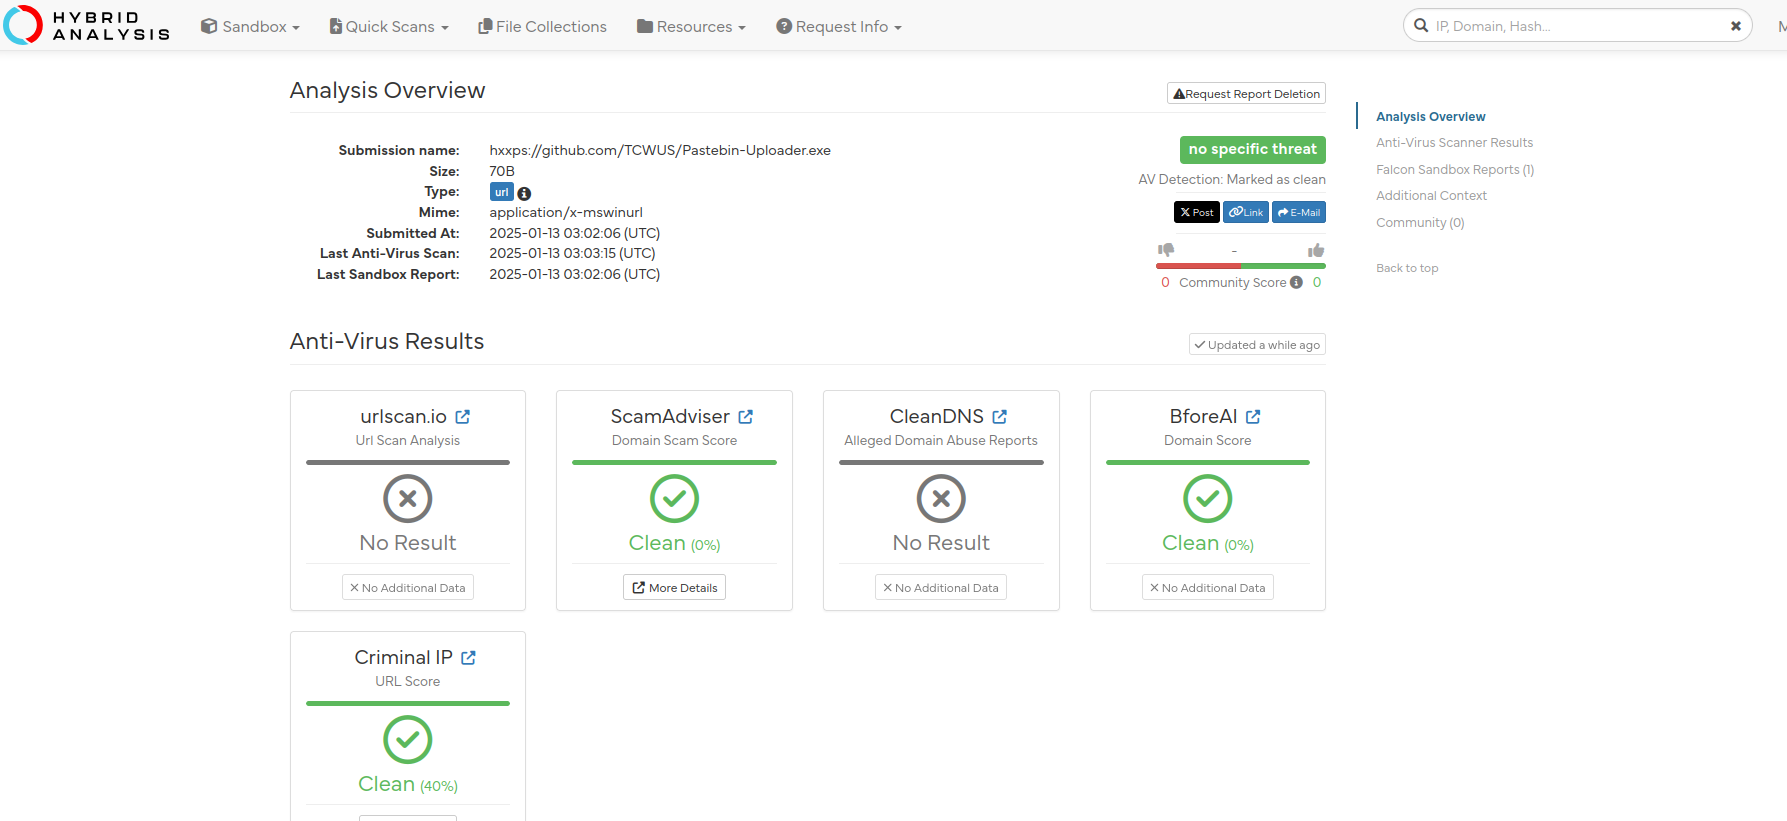 HYBRID
ANALYSIS
Sandbox
Quick Scans
File Collections
Resources
Request Info
IP, Domain, Hash...
M
Analysis Overview
Request Report Deletion
Submission name: hxxps://github.com/TCWUS/Pastebin-Uploader.exe
Size: 70B
Type: url
Mime: application/x-mswinurl
Submitted At: 2025-01-13 03:02:06 (UTC)
Last Anti-Virus Scan: 2025-01-13 03:03:15 (UTC)
Last Sandbox Report: 2025-01-13 03:02:06 (UTC)
no specific threat
AV Detection: Marked as clean
X Post Link E-Mail
-
0 Community Score 0
Analysis Overview
Anti-Virus Scanner Results
Falcon Sandbox Reports (1)
Additional Context
Community (0)
Back to top
Anti-Virus Results
Updated a while ago
urlscan.io
Url Scan Analysis
No Result
No Additional Data
ScamAdviser
Domain Scam Score
Clean (0%)
More Details
CleanDNS
Alleged Domain Abuse Reports
No Result
No Additional Data
BforeAI
Domain Score
Clean (0%)
No Additional Data
Criminal IP
URL Score
Clean (40%)